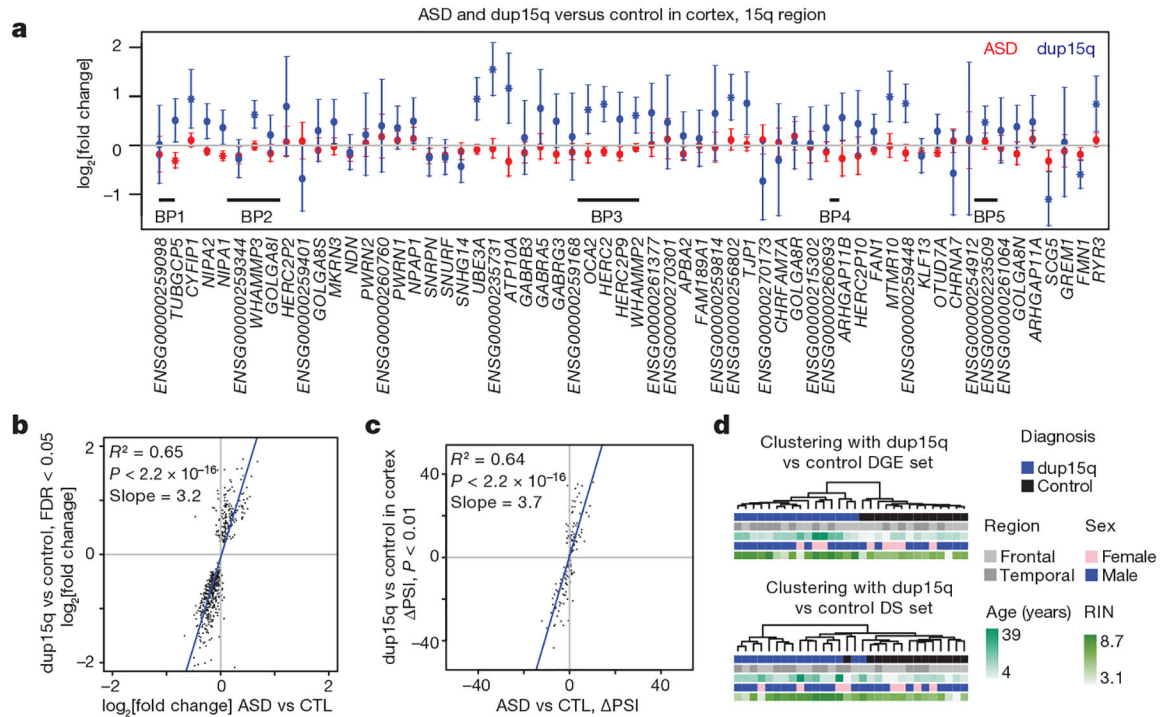 a
ASD and dup15q versus control in cortex, 15q region
ASD dup15q
log2[fold change]
2
1
0
−1
BP1
BP2
BP3
BP4
BP5
ENSG00000259098
TUBGCP5
CYFIP1
NIPA2
NIPA1
ENSG00000259344
WHAMMP3
GOLGA8I
HERC2P2
ENSG00000259401
GOLGA8S
MKRN3
NDN
PWRN2
ENSG00000260760
PWRN1
NPAP1
SNRPN
SNURF
SNHG14
UBE3A
ENSG00000235731
ATP10A
GABRB3
GABRA5
GABRG3
ENSG00000259168
OCA2
HERC2
HERC2P9
WHAMMP2
ENSG00000261377
ENSG00000270301
APBA2
FAM189A1
ENSG00000259814
ENSG00000256802
TJP1
ENSG00000270173
CHRFAM7A
GOLGA8R
ENSG00000215302
ENSG00000260693
ARHGAP11B
HERC2P10
FAN1
MTMR10
ENSG00000259448
KLF13
OTUD7A
CHRNA7
ENSG00000254912
ENSG00000223509
ENSG00000261064
GOLGA8N
ARHGAP11A
SCG5
GREM1
FMN1
RYR3
b
dup15q vs control, FDR < 0.05
log2[fold chanage]
R² = 0.65
P < 2.2 × 10⁻¹⁶
Slope = 3.2
2
0
−2
−2 0 2
log2[fold change] ASD vs CTL
c
dup15q vs control in cortex
ΔPSI, P < 0.01
R² = 0.64
P < 2.2 × 10⁻¹⁶
Slope = 3.7
40
0
−40
−40 0 40
ASD vs CTL, ΔPSI
d
Clustering with dup15q
vs control DGE set
Clustering with dup15q
vs control DS set
Diagnosis
dup15q
Control
Region
Frontal
Temporal
Sex
Female
Male
Age (years)
39
4
RIN
8.7
3.1